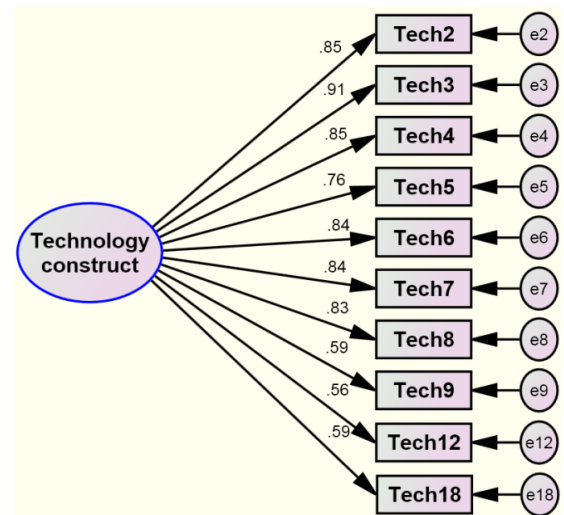 .85 Tech2 e2
.91 Tech3 e3
.85 Tech4 e4
.76 Tech5 e5
Technology
construct
.84 Tech6 e6
.84 Tech7 e7
.83 Tech8 e8
.59 Tech9 e9
.56 Tech12 e12
.59 Tech18 e18